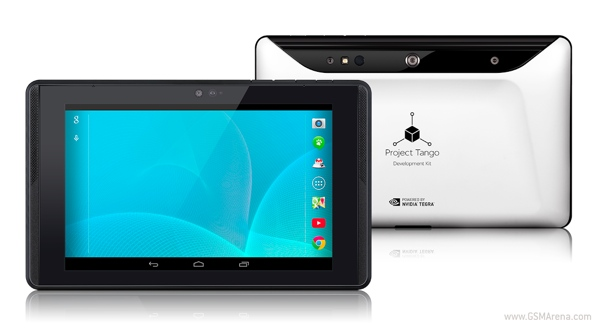 Project Tango
Development Kit
POWERED BY
NVIDIA TEGRA
www.GSMArena.com